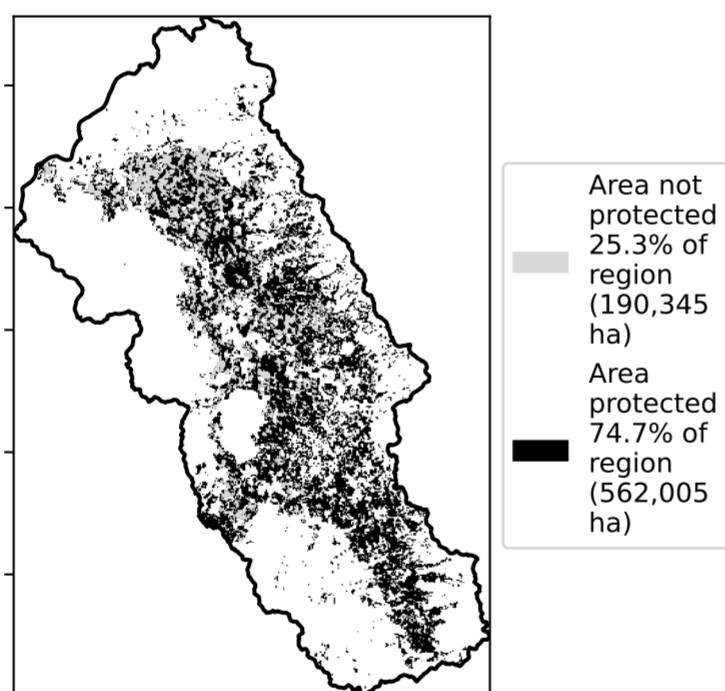 Area not
protected
25.3% of
region
(190,345
ha)
Area
protected
74.7% of
region
(562,005
ha)